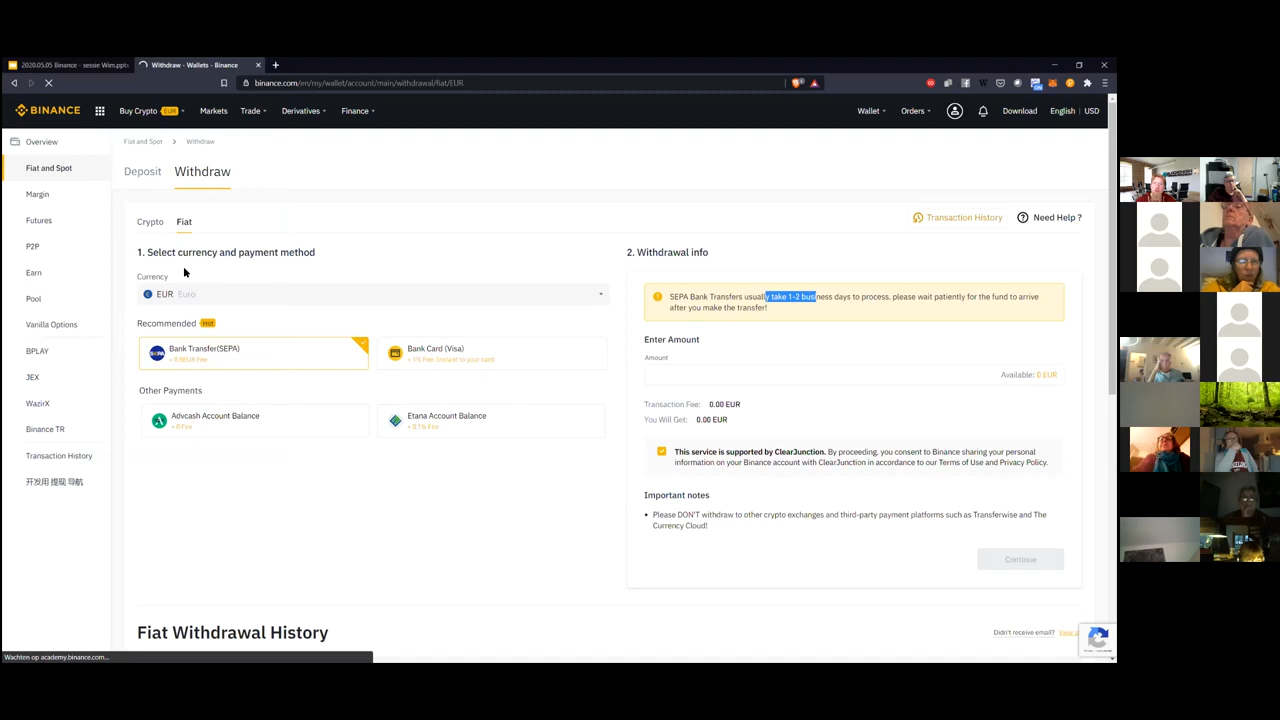 2020.05.05 Binance - sessie Wim.ppt
Withdraw - Wallets - Binance
binance.com/en/my/wallet/account/main/withdrawal/fiat/EUR
BINANCE
Buy Crypto EUR
Markets
Trade
Derivatives
Finance
Wallet
Orders
Download
English
USD
Overview
Fiat and Spot
Margin
Futures
P2P
Earn
Pool
Vanilla Options
BPLAY
JEX
WazirX
Binance TR
Transaction History
开发用 提现 导航
Fiat and Spot > Withdraw
Deposit
Withdraw
Crypto
Fiat
Transaction History
Need Help ?
1. Select currency and payment method
Currency
EUR Euro
Recommended Hot
Bank Transfer(SEPA)
Bank Card (Visa)
Other Payments
Advcash Account Balance
+ 0 Fee
Etana Account Balance
+ 0.1% Fee
2. Withdrawal info
SEPA Bank Transfers usually take 1-2 business days to process, please wait patiently for the fund to arrive
after you make the transfer!
Enter Amount
Amount
Available: 0 EUR
Transaction Fee: 0.00 EUR
You Will Get: 0.00 EUR
This service is supported by ClearJunction. By proceeding, you consent to Binance sharing your personal
information on your Binance account with ClearJunction in accordance to our Terms of Use and Privacy Policy.
Important notes
Please DON'T withdraw to other crypto exchanges and third-party payment platforms such as Transferwise and The
Currency Cloud!
Continue
Fiat Withdrawal History
Didn't receive email?
Wachten op academy.binance.com...